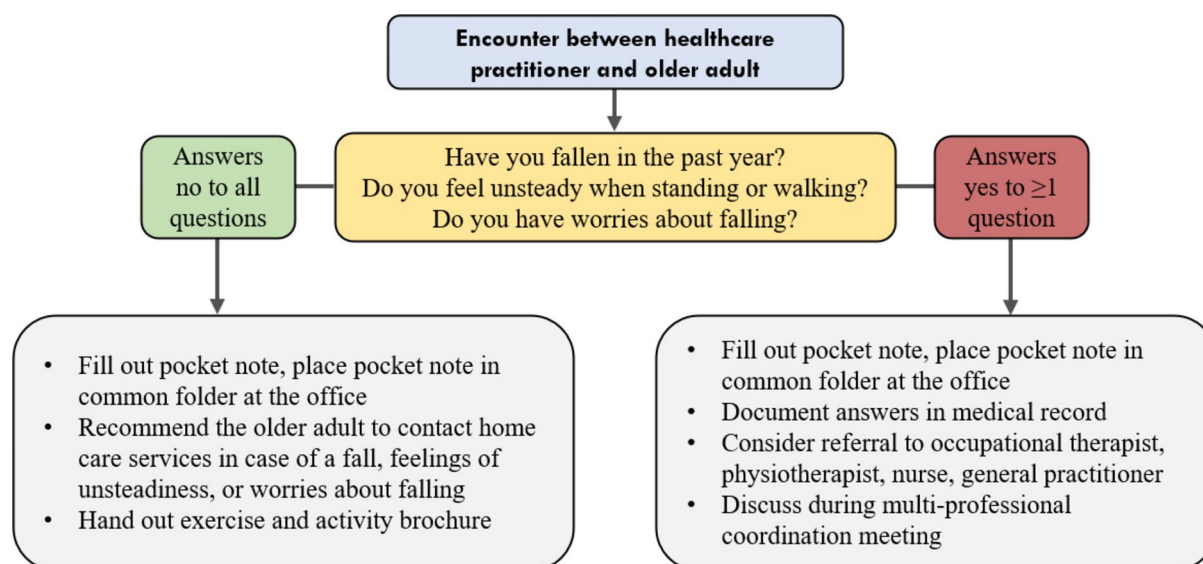 Encounter between healthcare
practitioner and older adult
Answers
no to all
questions
Have you fallen in the past year?
Do you feel unsteady when standing or walking?
Do you have worries about falling?
Answers
yes to ≥1
question
• Fill out pocket note, place pocket note in
common folder at the office
• Recommend the older adult to contact home
care services in case of a fall, feelings of
unsteadiness, or worries about falling
• Hand out exercise and activity brochure
• Fill out pocket note, place pocket note in
common folder at the office
• Document answers in medical record
• Consider referral to occupational therapist,
physiotherapist, nurse, general practitioner
• Discuss during multi-professional
coordination meeting